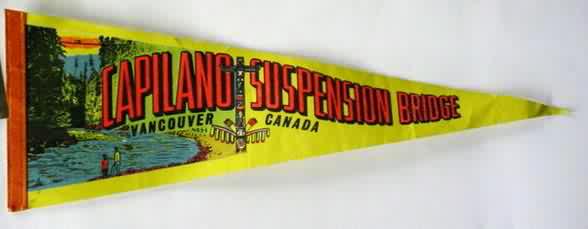 CAPILANO SUSPENSION BRIDGE
VANCOUVER CANADA